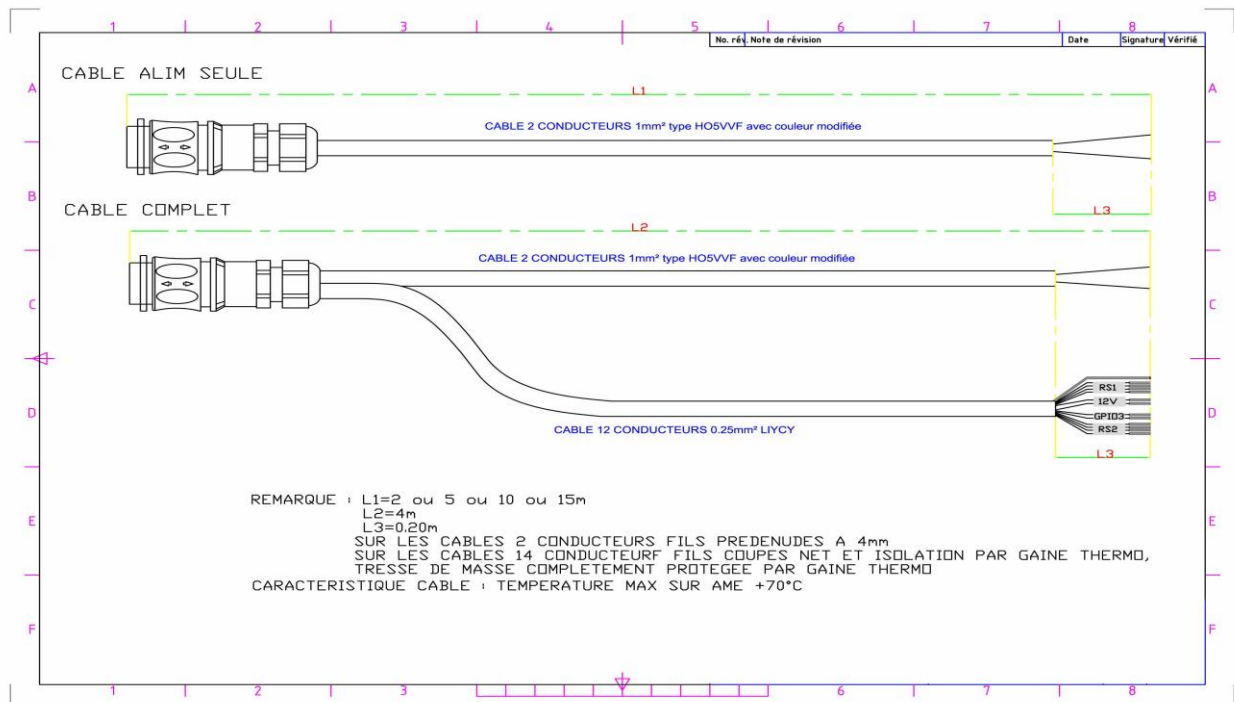 1 2 3 4 5 6 7 8
No. rév. Note de révision Date Signature Vérifié
CABLE ALIM SEULE
A A
L1
CABLE 2 CONDUCTEURS 1mm² type HO5VVF avec couleur modifiée
B B
CABLE COMPLET
L3
L2
CABLE 2 CONDUCTEURS 1mm² type HO5VVF avec couleur modifiée
C C
RS1
12V
D D
GPIO3
RS2
CABLE 12 CONDUCTEURS 0.25mm² LIYCY
L3
REMARQUE : L1=2 ou 5 ou 10 ou 15m
L2=4m
E E
L3=0.20m
SUR LES CABLES 2 CONDUCTEURS FILS PREDENUDES A 4mm
SUR LES CABLES 14 CONDUCTEURF FILS COUPES NET ET ISOLATION PAR GAINE THERMO,
TRESSE DE MASSE COMPLETEMENT PROTEGEE PAR GAINE THERMO
CARACTERISTIQUE CABLE : TEMPERATURE MAX SUR AME +70°C
F F
1 2 3 6 7 8